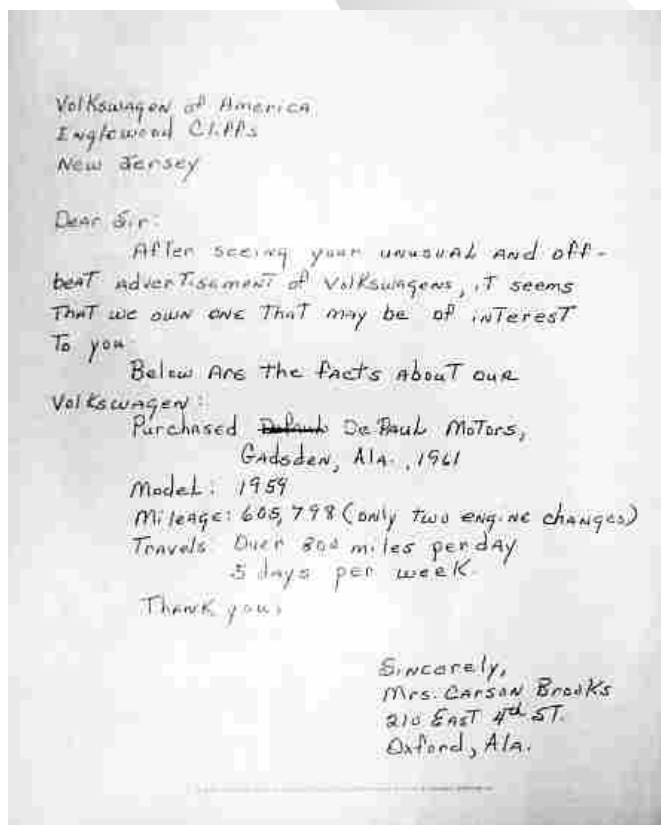 Volkswagen of America
Englewood Cliffs
New Jersey
Dear Sir:
After seeing your unusual and off-
beat advertisement of Volkswagens, it seems
that we own one that may be of interest
to you.
Below are the facts about our
Volkswagen:
Purchased DePaul De Paul Motors,
Gadsden, Ala., 1961
Model: 1959
Mileage: 605,798 (only two engine changes)
Travels Over 300 miles per day
5 days per week.
Thank you,
Sincerely,
Mrs. Carson Brooks
210 East 4th St.
Oxford, Ala.